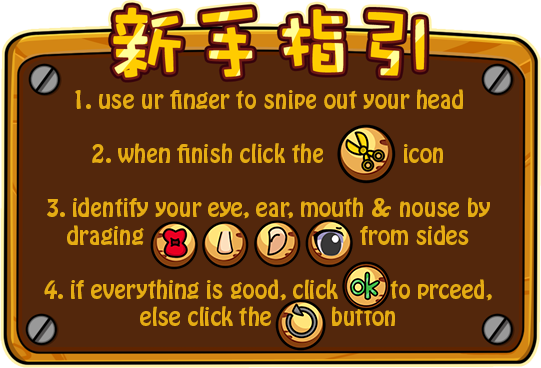 新手指引
1. use ur finger to snipe out your head
2. when finish click the icon
3. identify your eye, ear, mouth & nouse by
draging from sides
4. if everything is good, click ok to prceed,
else click the button